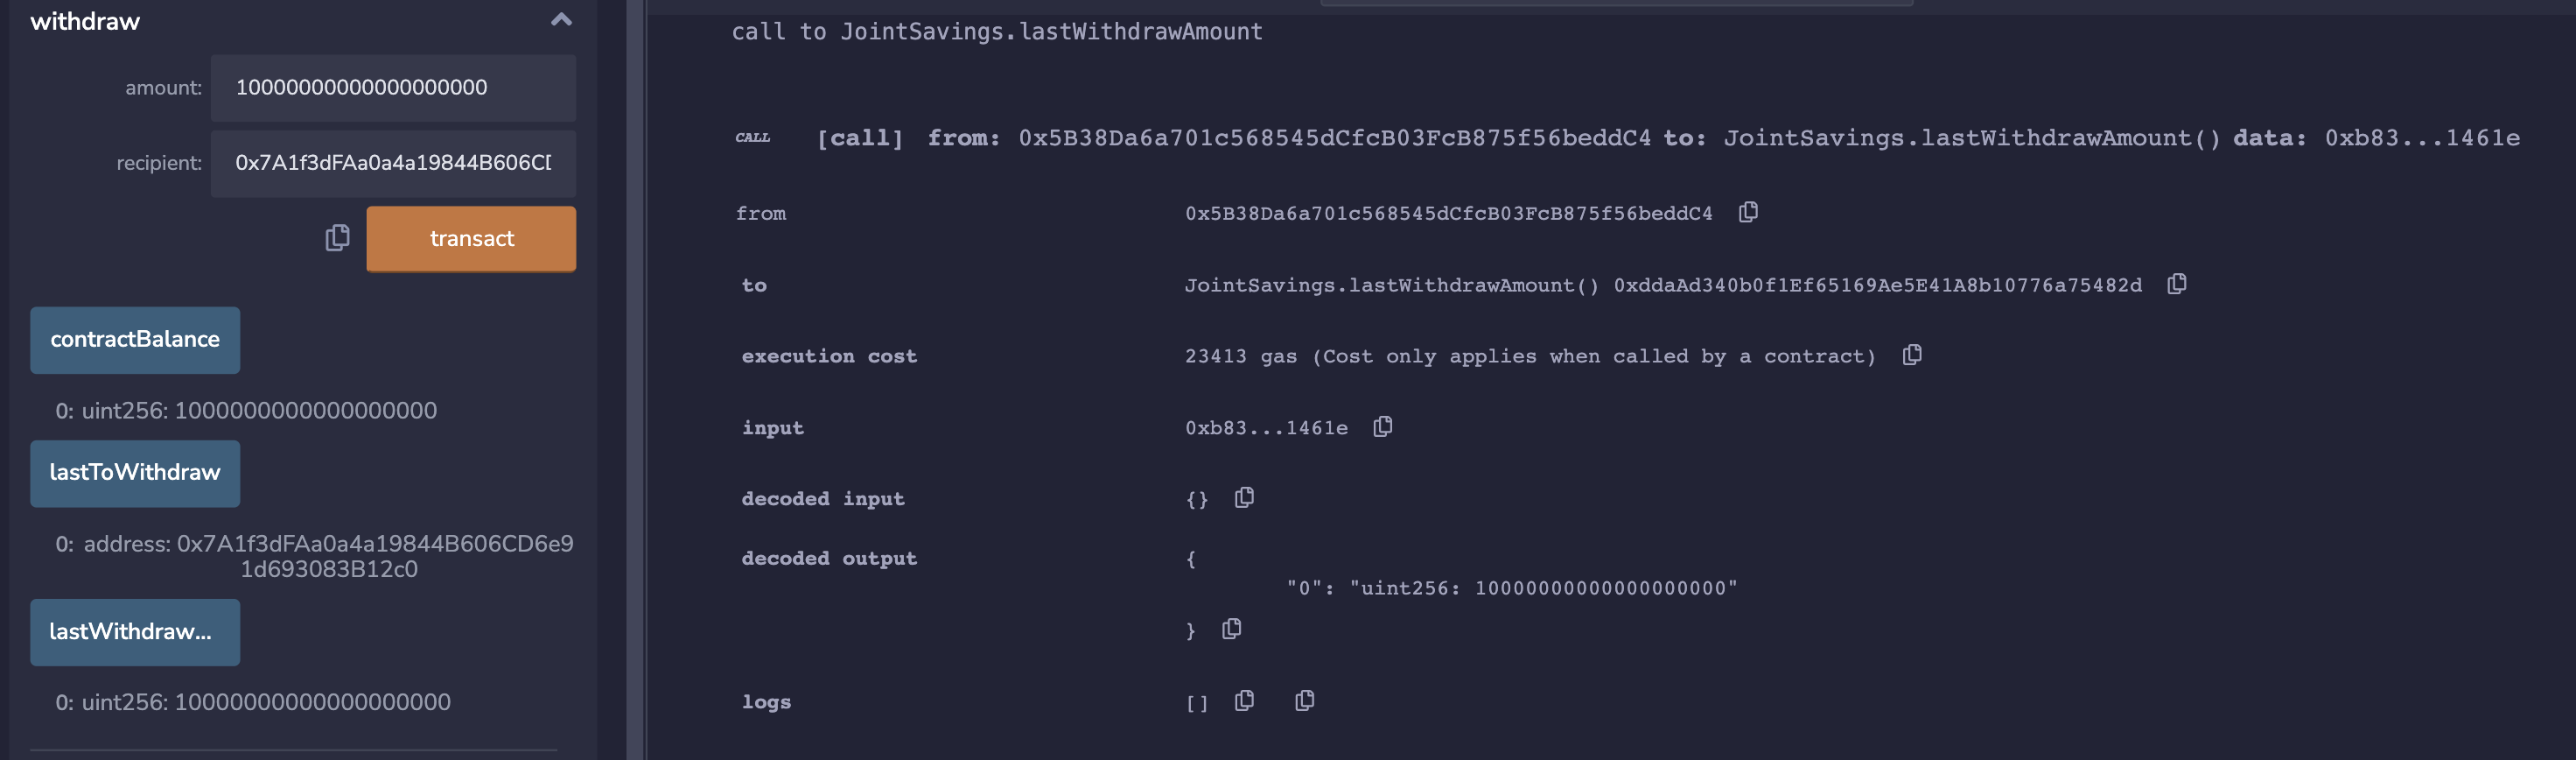 withdraw
amount: 10000000000000000000
recipient: 0x7A1f3dFAa0a4a19844B606CD
transact
contractBalance
0: uint256: 1000000000000000000
lastToWithdraw
0: address: 0x7A1f3dFAa0a4a19844B606CD6e9
1d693083B12c0
lastWithdraw...
0: uint256: 10000000000000000000
call to JointSavings.lastWithdrawAmount
CALL [call] from: 0x5B38Da6a701c568545dCfcB03FcB875f56beddC4 to: JointSavings.lastWithdrawAmount() data: 0xb83...1461e
from 0x5B38Da6a701c568545dCfcB03FcB875f56beddC4
to JointSavings.lastWithdrawAmount() 0xddaAd340b0f1Ef65169Ae5E41A8b10776a75482d
execution cost 23413 gas (Cost only applies when called by a contract)
input 0xb83...1461e
decoded input {}
decoded output {
"0": "uint256: 10000000000000000000"
}
logs []